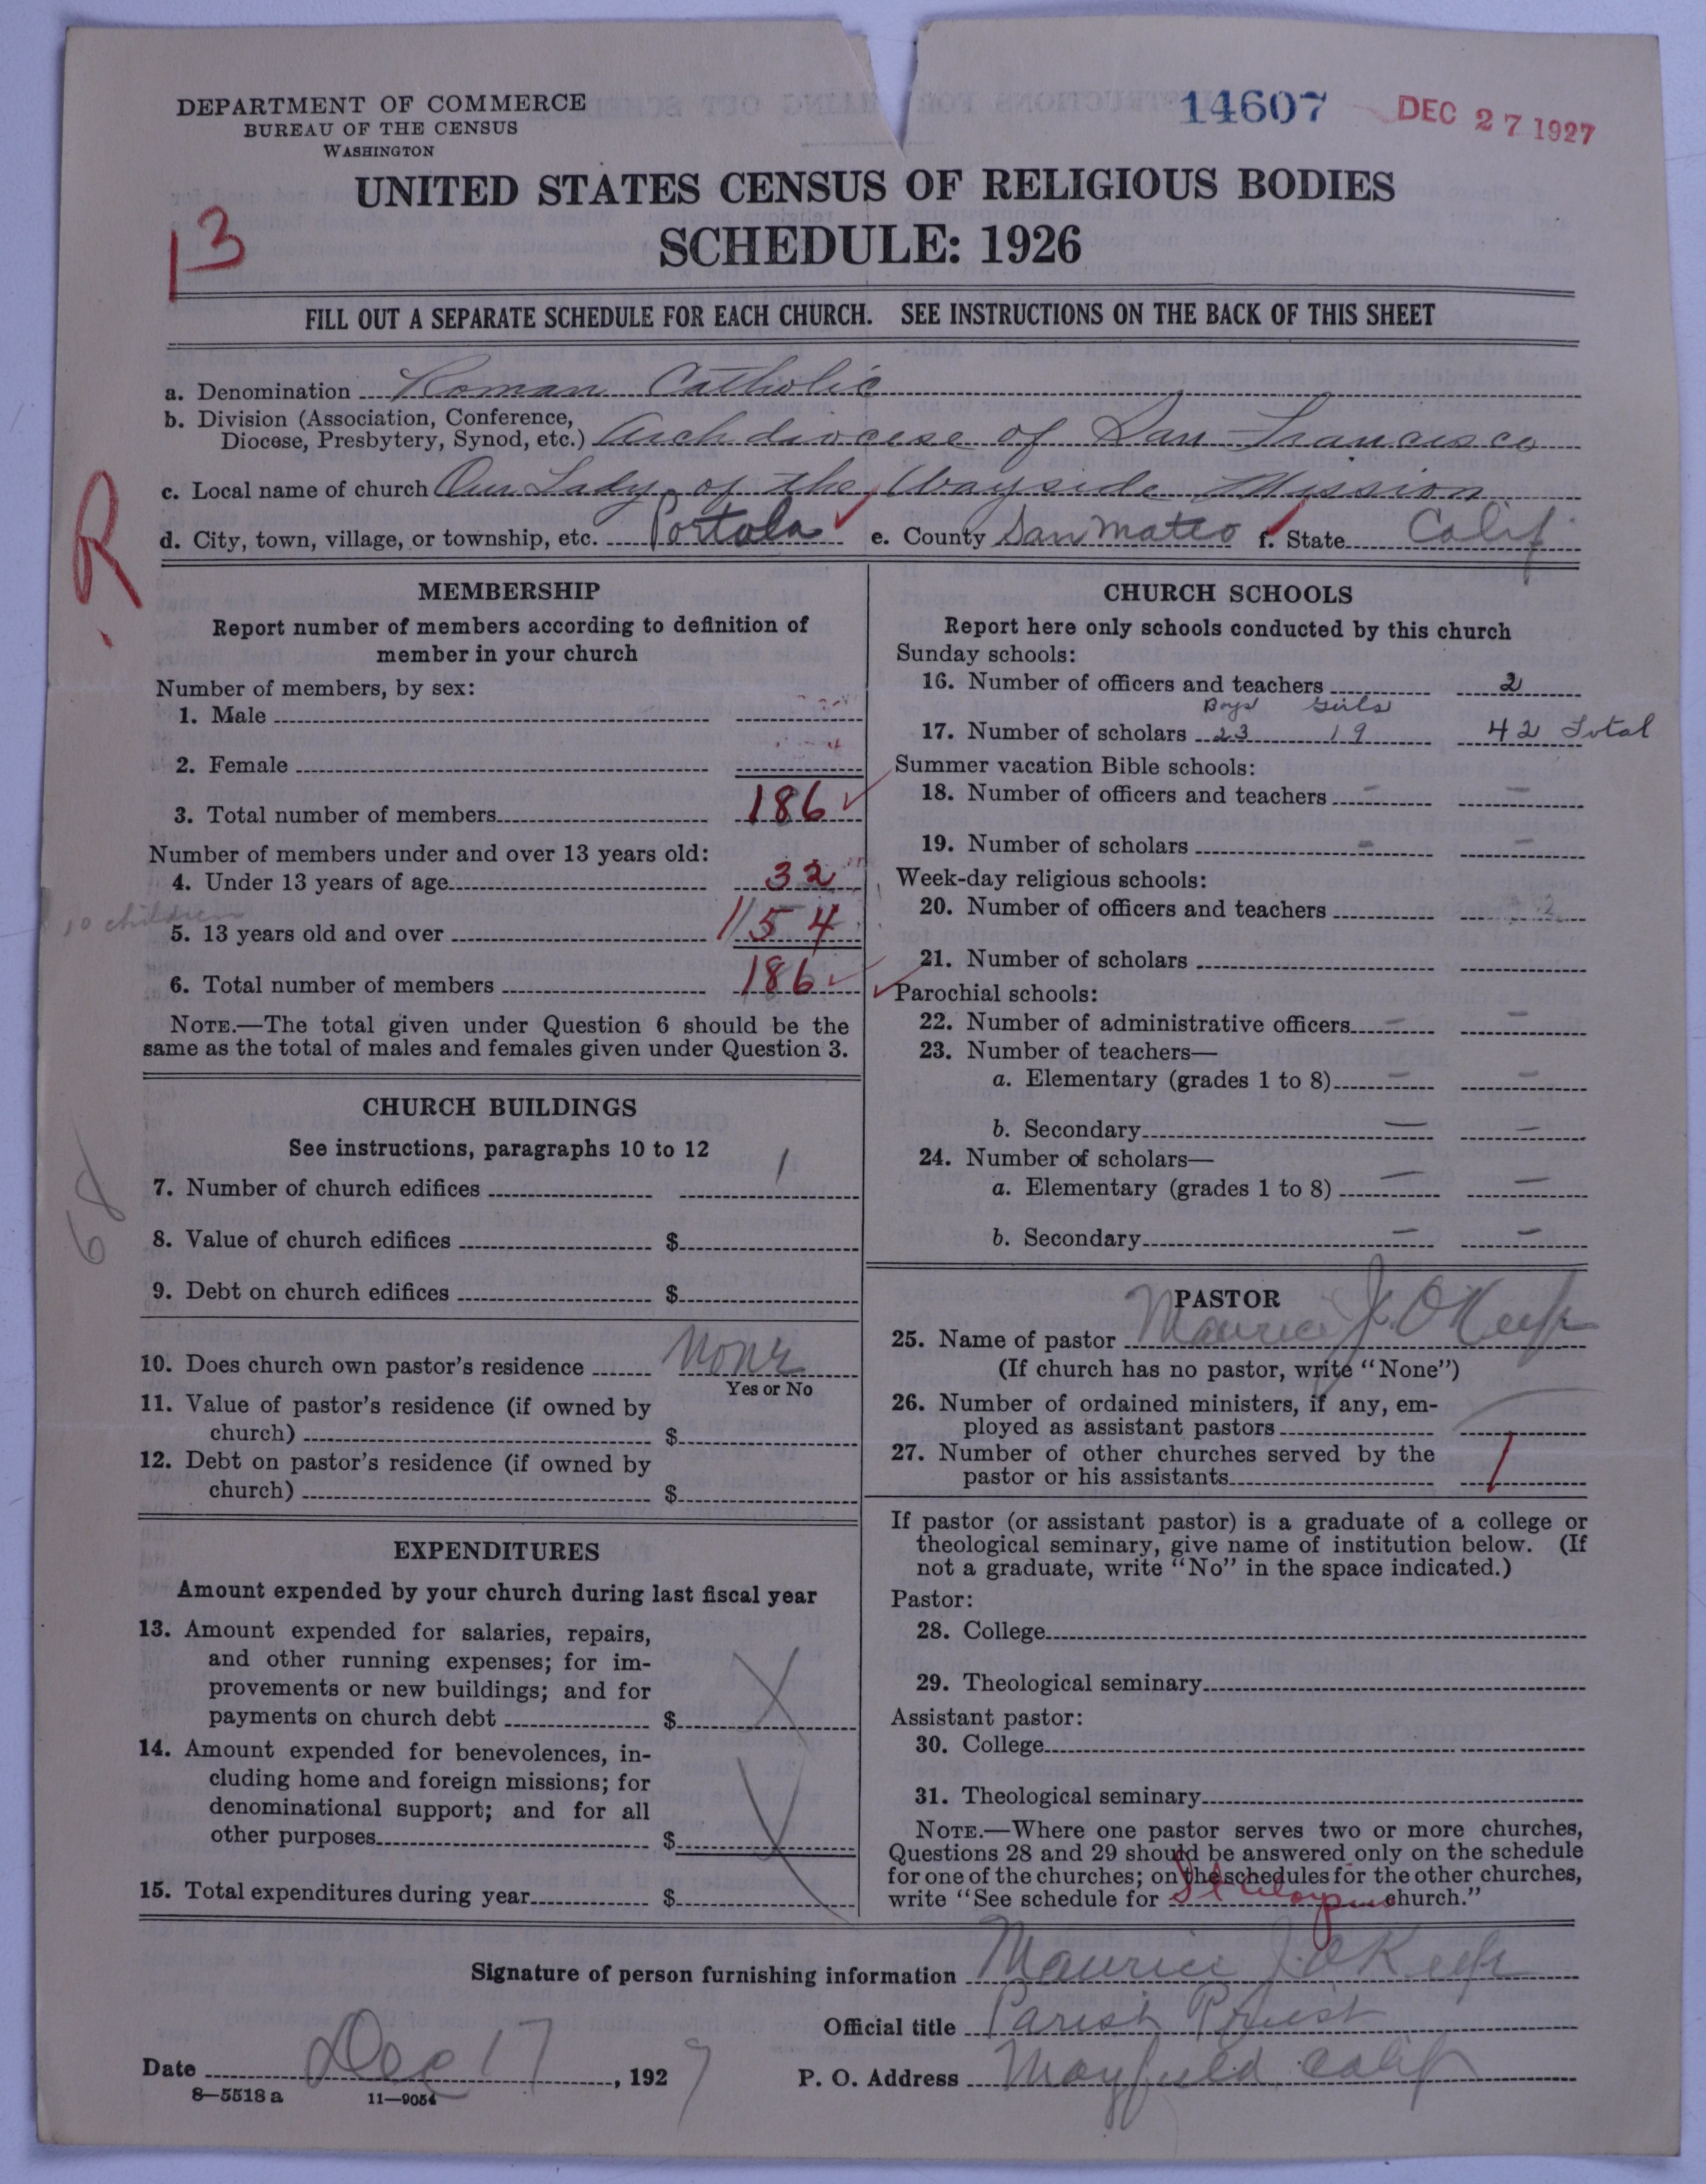 DEPARTMENT OF COMMERCE
BUREAU OF THE CENSUS
WASHINGTON
14607
DEC 27 1927
UNITED STATES CENSUS OF RELIGIOUS BODIES
SCHEDULE: 1926
13
FILL OUT A SEPARATE SCHEDULE FOR EACH CHURCH. SEE INSTRUCTIONS ON THE BACK OF THIS SHEET
a. Denomination Roman Catholic
b. Division (Association, Conference,
Diocese, Presbytery, Synod, etc.) Archdiocese of San Francisco
c. Local name of church Our Lady of the Wayside Mission
d. City, town, village, or township, etc. Portola e. County San Mateo f. State Calif
R
MEMBERSHIP
Report number of members according to definition of
member in your church
Number of members, by sex:
1. Male
2. Female
3. Total number of members 186
Number of members under and over 13 years old:
4. Under 13 years of age 32
10 children
5. 13 years old and over 154
6. Total number of members 186
NOTE.—The total given under Question 6 should be the
same as the total of males and females given under Question 3.
CHURCH BUILDINGS
See instructions, paragraphs 10 to 12
7. Number of church edifices 1
68
8. Value of church edifices $
9. Debt on church edifices $
10. Does church own pastor's residence None
Yes or No
11. Value of pastor's residence (if owned by
church) $
12. Debt on pastor's residence (if owned by
church) $
EXPENDITURES
Amount expended by your church during last fiscal year
13. Amount expended for salaries, repairs,
and other running expenses; for im-
provements or new buildings; and for
payments on church debt $
14. Amount expended for benevolences, in-
cluding home and foreign missions; for
denominational support; and for all
other purposes $
15. Total expenditures during year $
CHURCH SCHOOLS
Report here only schools conducted by this church
Sunday schools:
16. Number of officers and teachers 2
Boys Girls
17. Number of scholars 23 19 42 Total
Summer vacation Bible schools:
18. Number of officers and teachers - -
19. Number of scholars - -
Week-day religious schools:
20. Number of officers and teachers
21. Number of scholars
Parochial schools:
22. Number of administrative officers - -
23. Number of teachers—
a. Elementary (grades 1 to 8) - -
b. Secondary - -
24. Number of scholars—
a. Elementary (grades 1 to 8) - -
b. Secondary - -
PASTOR
25. Name of pastor Maurice J. O'Keefe
(If church has no pastor, write "None")
26. Number of ordained ministers, if any, em-
ployed as assistant pastors
27. Number of other churches served by the
pastor or his assistants 1
If pastor (or assistant pastor) is a graduate of a college or
theological seminary, give name of institution below. (If
not a graduate, write "No" in the space indicated.)
Pastor:
28. College
29. Theological seminary
Assistant pastor:
30. College
31. Theological seminary
NOTE.—Where one pastor serves two or more churches,
Questions 28 and 29 should be answered only on the schedule
for one of the churches; on the schedules for the other churches,
write "See schedule for church."
Signature of person furnishing information Maurice J. O'Keefe
Official title Parish Priest
Date Dec 17, 1927 P. O. Address Mayfield, Calif
8—5518 a 11—9054